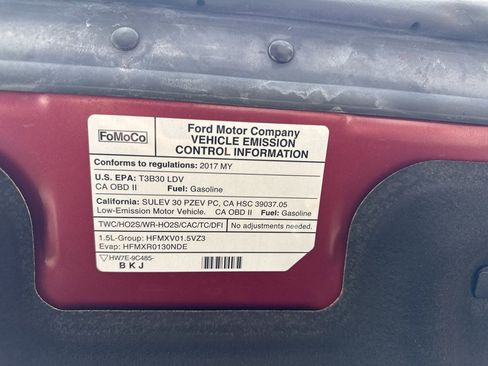 FoMoCo
Ford Motor Company
VEHICLE EMISSION
CONTROL INFORMATION
Conforms to regulations: 2017 MY
U.S. EPA: T3B30 LDV
CA OBD II Fuel: Gasoline
California: SULEV 30 PZEV PC, CA HSC 39037.05
Low-Emission Motor Vehicle. CA OBD II Fuel: Gasoline
TWC/HO2S/WR-HO2S/CAC/TC/DFI No adjustments needed.
1.5L-Group: HFMXV01.5VZ3
Evap: HFMXR0130NDE
HW7E-9C485-
BKJ